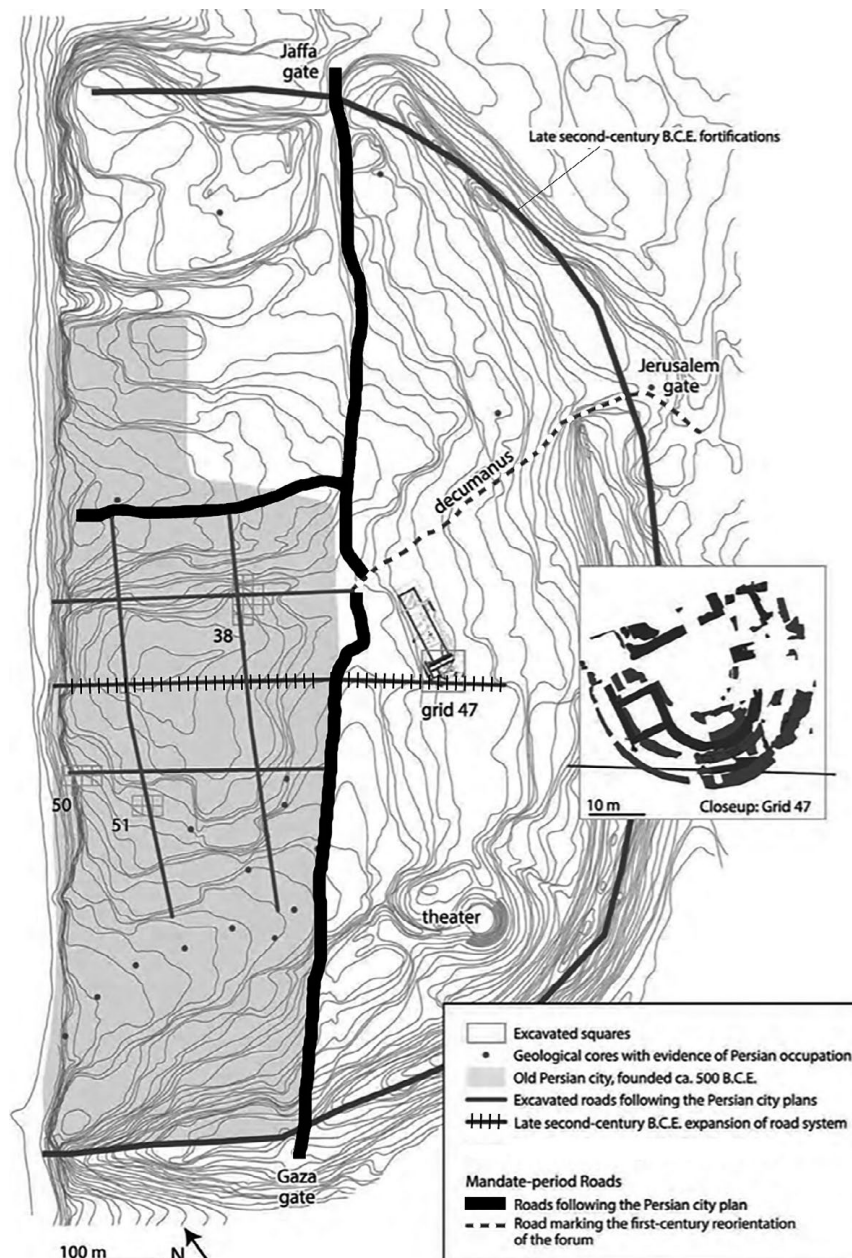 Jaffa
gate
Late second-century B.C.E. fortifications
Jerusalem
gate
decumanus
38
grid 47
50
51
10 m
Closeup: Grid 47
theater
Gaza
gate
100 m
N
Excavated squares
Geological cores with evidence of Persian occupation
Old Persian city, founded ca. 500 B.C.E.
Excavated roads following the Persian city plans
Late second-century B.C.E. expansion of road system
Mandate-period Roads
Roads following the Persian city plan
Road marking the first-century reorientation
of the forum